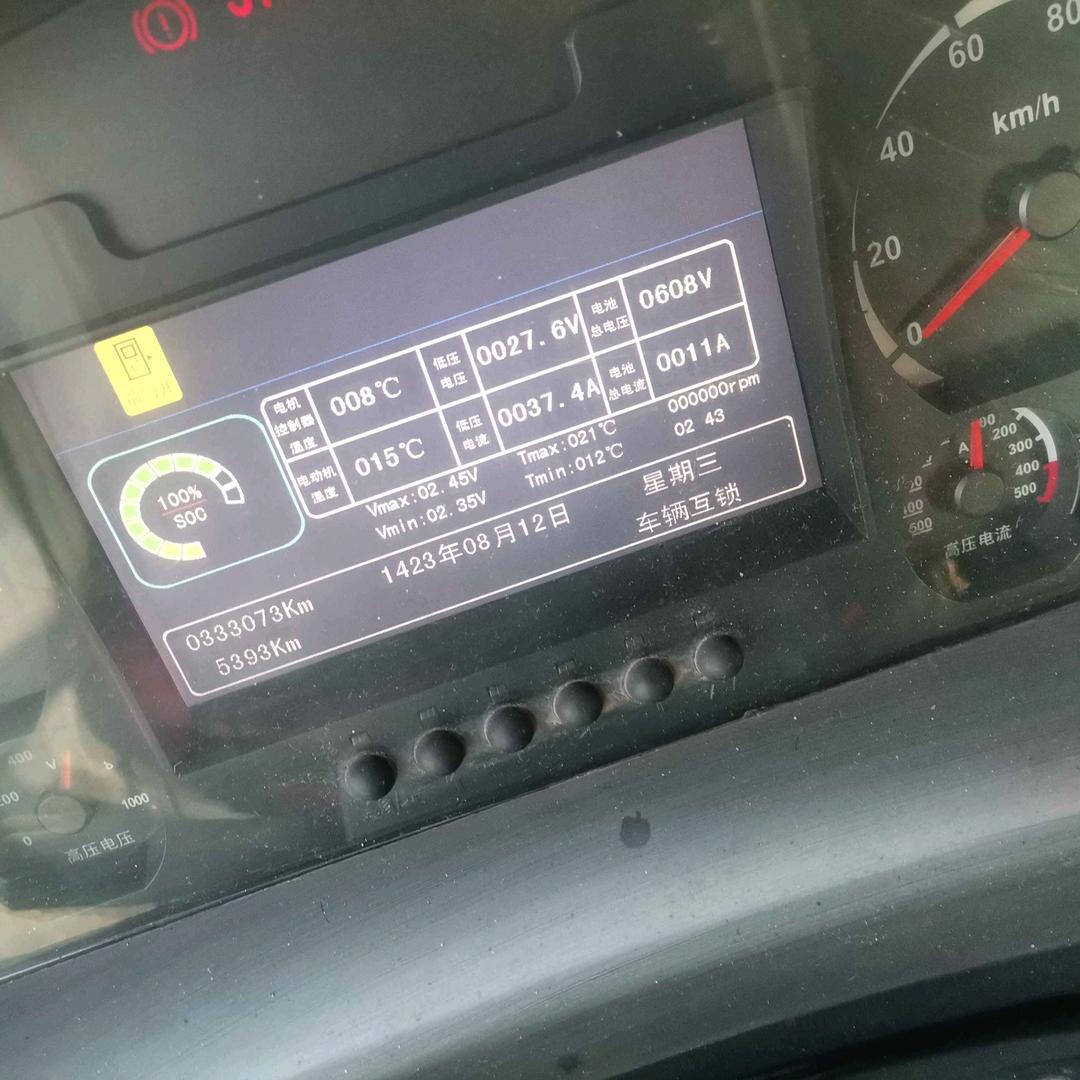 80
60
km/h
40
20
0
电机控制器温度
008℃
低压电压
0027.6V
电池总电压
0608V
电动机温度
015℃
低压电流
0037.4A
电池总电流
0011A
100%
SOC
Vmax:02.45V
Tmax:021℃
000000rpm
Vmin:02.35V
Tmin:012℃
02 43
1423年08月12日
星期三
0333073Km
车辆互锁
5393Km
A
200
300
400
500
高压电流
400
V
1000
0
高压电压